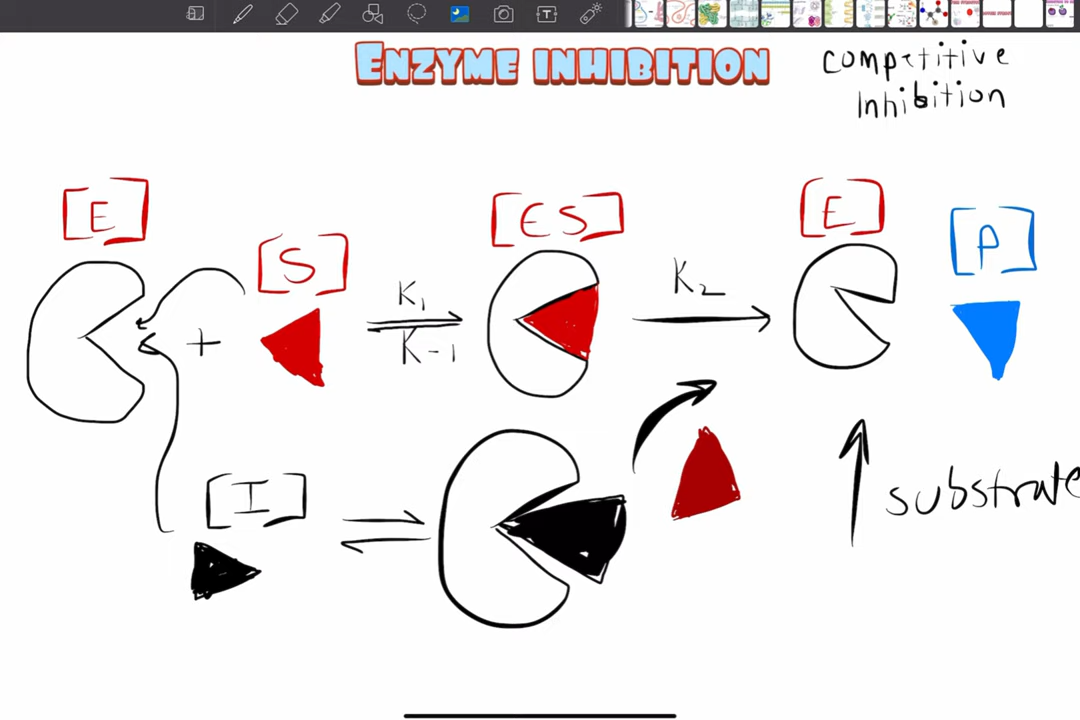 ENZYME INHIBITION
competitive
Inhibition
[E]
[S]
K1
K-1
[ES]
K2
[E]
[P]
+
[I]
substrate